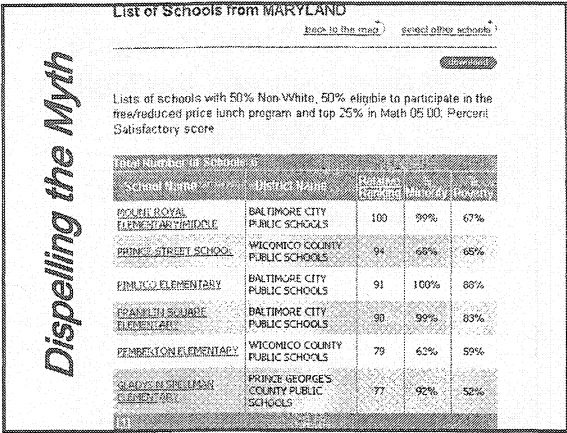 Dispelling the Myth
List of Schools from MARYLAND
back to the map select other schools
download
Lists of schools with 50% Non-White, 50% eligible to participate in the
free/reduced price lunch program and top 25% in Math 05 00: Percent
Satisfactory score
Total Number of Schools: 6
School Name District Name Relative Ranking % Minority % Poverty
MOUNT ROYAL ELEMENTARY/MIDDLE BALTIMORE CITY PUBLIC SCHOOLS 100 99% 67%
PRINCE STREET SCHOOL WICOMICO COUNTY PUBLIC SCHOOLS 94 68% 65%
PIMLICO ELEMENTARY BALTIMORE CITY PUBLIC SCHOOLS 91 100% 88%
FRANKLIN SQUARE ELEMENTARY BALTIMORE CITY PUBLIC SCHOOLS 90 99% 83%
PEMBERTON ELEMENTARY WICOMICO COUNTY PUBLIC SCHOOLS 79 62% 59%
GLADYS N SPELLMAN ELEMENTARY PRINCE GEORGE'S COUNTY PUBLIC SCHOOLS 77 92% 52%
[1]